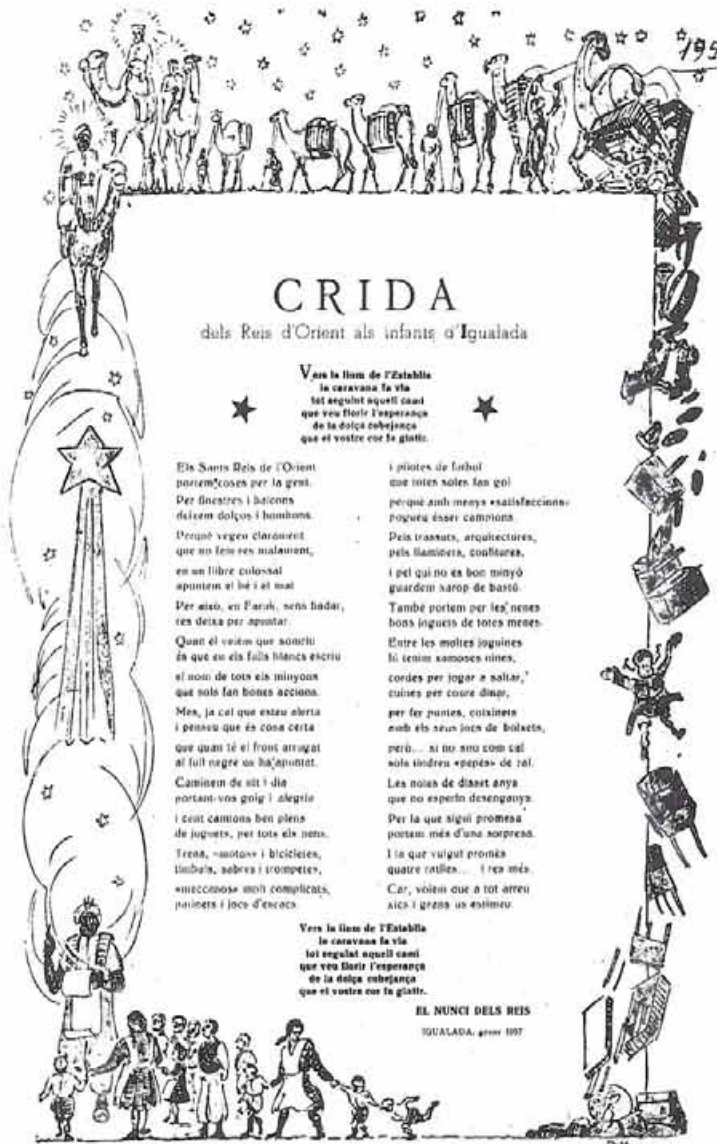 195
CRIDA
dels Reis d'Orient als infants d'Igualada
Vers la llum de l'Establia
la caravana fa via
tot seguint aquell camí
que veu florir l'esperança
de la dolça cobejança
que el vostre cor fa glatir.
Els Sants Reis de l'Orient
portem coses per la gent.
Per finestres i balcons
deixem dolços i bombons.
Perquè vegeu clarament
que no feis res malament,
en un llibre colossal
apuntem el bé i el mal
Per això, en Faruk, sens badar,
res deixa per apuntar.
Quan él veiem que somriu
és que en els fulls blancs escriu
el nom de tots els minyons
que sols fan bones accions.
Mes, ja cal que esteu alerta
i penseu que és cosa certa
que quan té el front arrugat
al full negre os ha apuntat.
Caminem de nit i dia
portant-vos goig i alegria
i cent camions ben plens
de juguets, per tots els nens.
Trens, «motos» i bicicletes,
timbals, sabres i trompetes,
«meccanos» molt complicats,
patinets i jocs d'escacs
i pilotes de futbol
que totes soles fan gol
perquè amb menys «satisfaccions»
pogueu ésser campions.
Pels trassuts, arquitectures,
pels llaminers, confitures,
i pel qui no es bon minyó
guardem xarop de bastó.
També portem per les nenes
bons joguets de totes menes.
Entre les moltes joguines
hi tenim xamoses nines,
cordes per jogar a saltar,
cuines per coure dinar,
per fer puntes, coixinets
amb els seus jocs de boixets,
però... si no sou com cal
sols tindreu «pepes» de ral.
Les noies de disset anys
que no esperin desenganys.
Per la que sigui promesa
portem més d'una sorpresa.
I la que vulgui promès
quatre ratlles... i res més.
Car, volem que a tot arreu
xics i grans us estimeu.
Vers la llum de l'Establia
la caravana fa via
tot seguint aquell camí
que veu florir l'esperança
de la dolça cobejança
que el vostre cor fa glatir.
EL NUNCI DELS REIS
IGUALADA, gener 1957